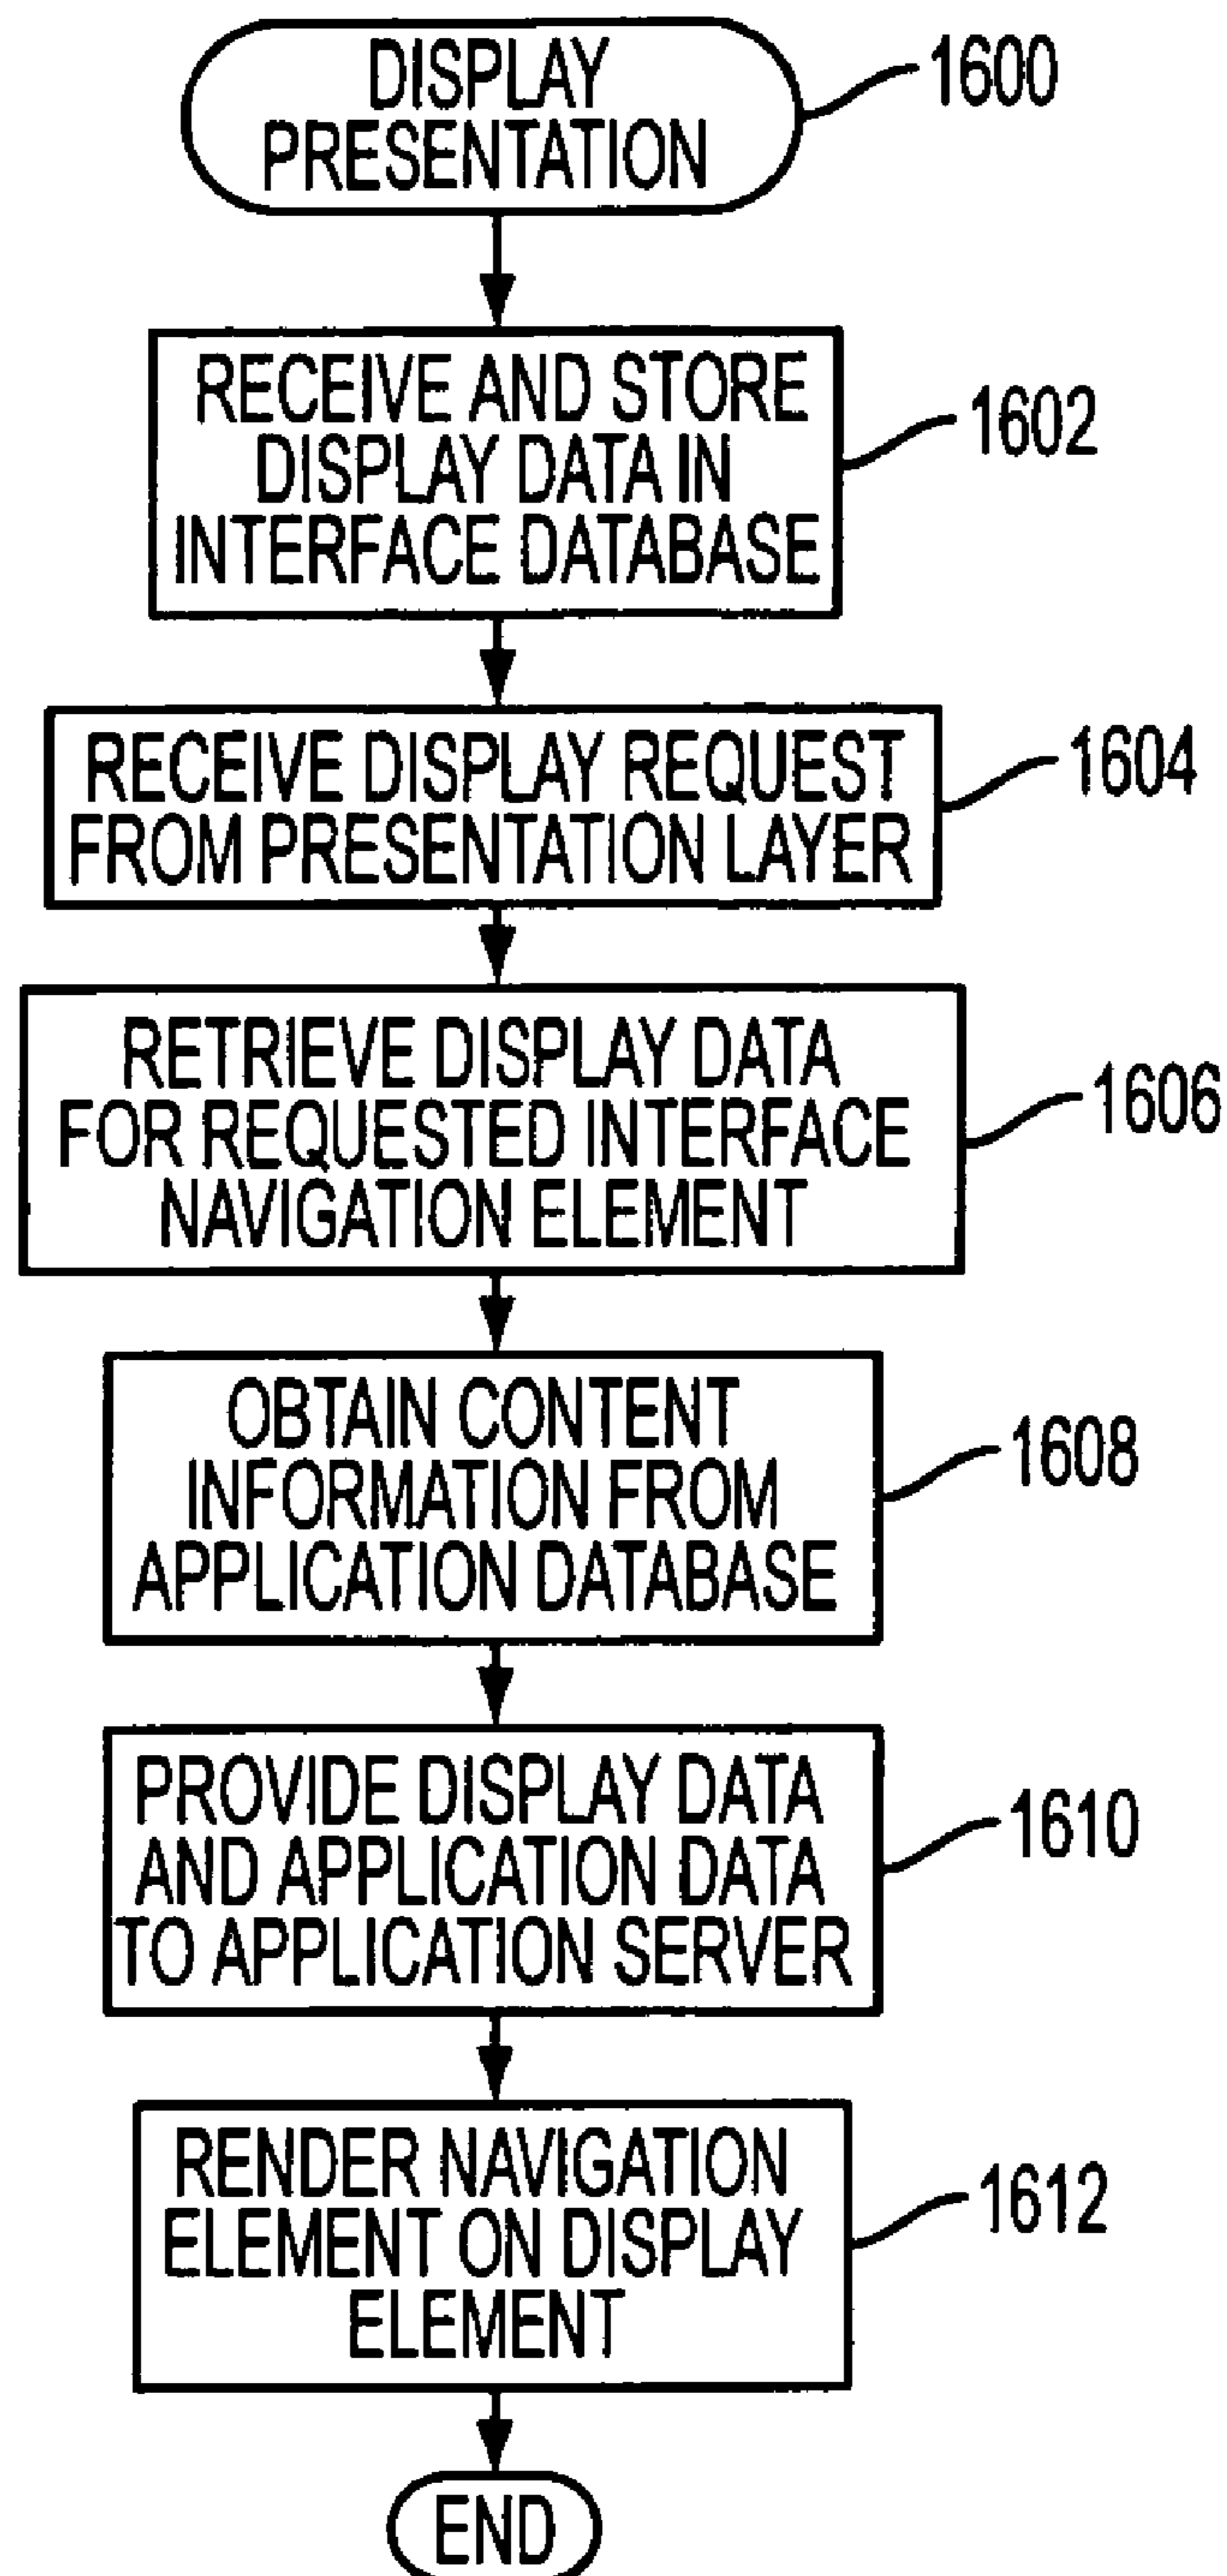 DISPLAY
PRESENTATION
1600
RECEIVE AND STORE
DISPLAY DATA IN
INTERFACE DATABASE
1602
RECEIVE DISPLAY REQUEST
FROM PRESENTATION LAYER
1604
RETRIEVE DISPLAY DATA
FOR REQUESTED INTERFACE
NAVIGATION ELEMENT
1606
OBTAIN CONTENT
INFORMATION FROM
APPLICATION DATABASE
1608
PROVIDE DISPLAY DATA
AND APPLICATION DATA
TO APPLICATION SERVER
1610
RENDER NAVIGATION
ELEMENT ON DISPLAY
ELEMENT
1612
END